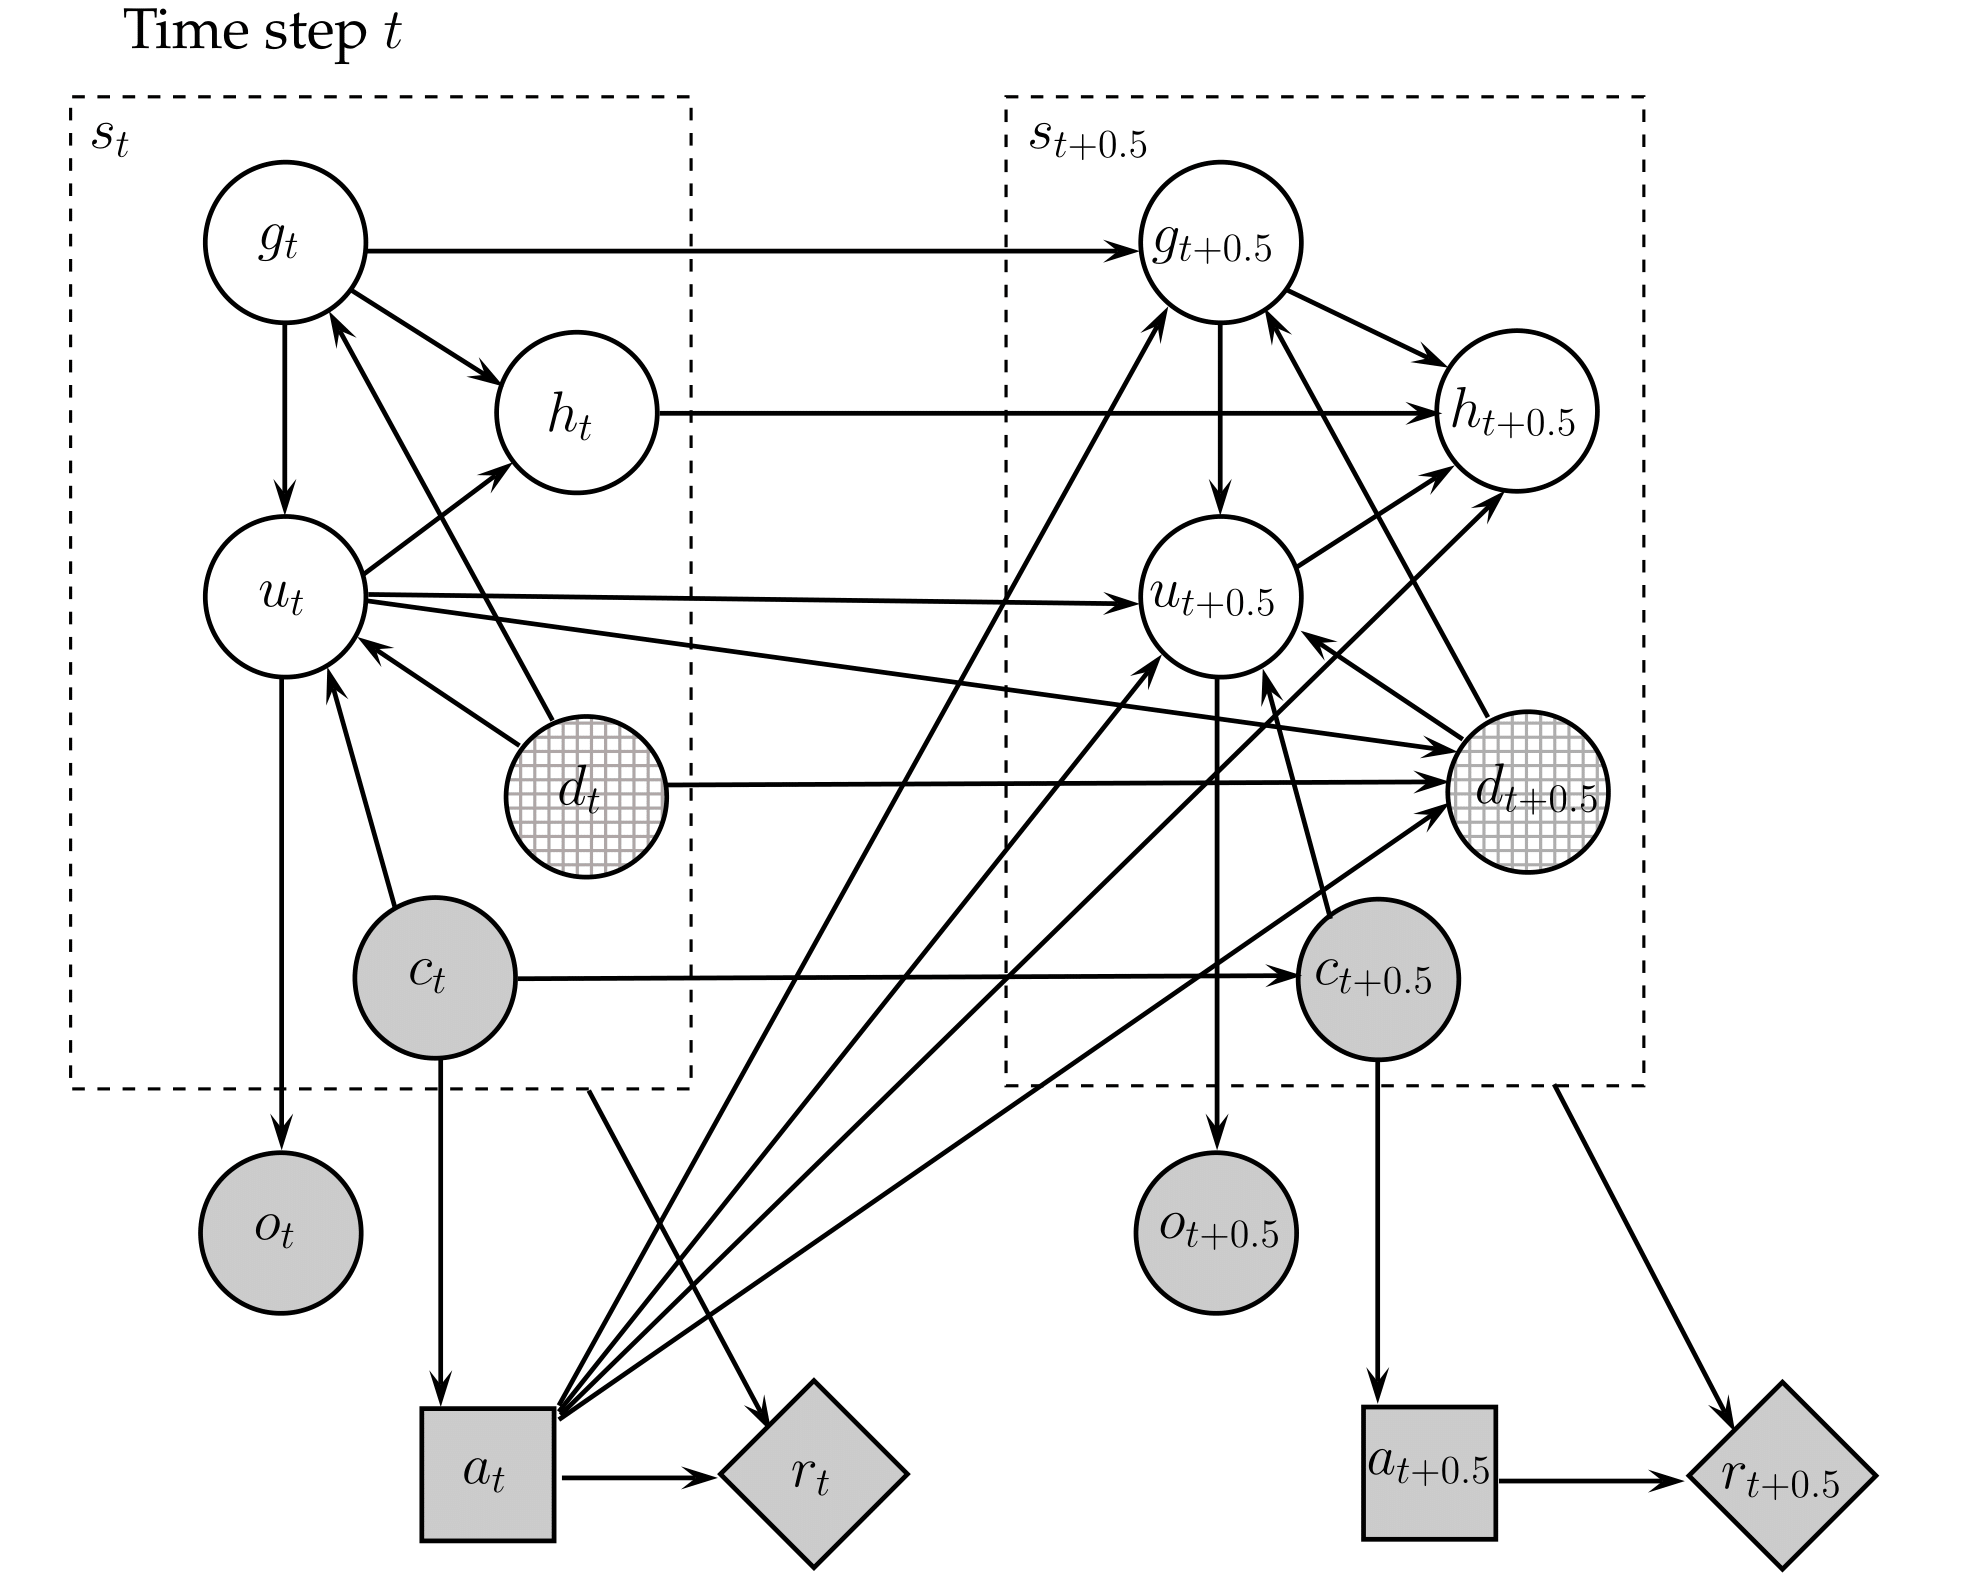 Time step t
s_t
s_{t+0.5}
g_t
g_{t+0.5}
h_t
h_{t+0.5}
u_t
u_{t+0.5}
d_t
d_{t+0.5}
c_t
c_{t+0.5}
o_t
o_{t+0.5}
a_t
r_t
a_{t+0.5}
r_{t+0.5}